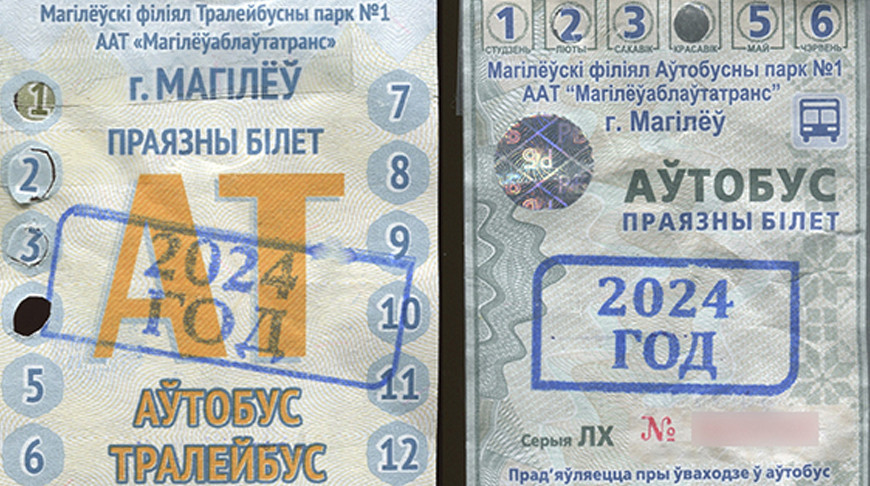 Магілёўскі філіял Тралейбусны парк №1
ААТ «Магілёўаблаўтатранс»
г. МАГІЛЁЎ
ПРАЯЗНЫ БІЛЕТ
АТ
1
2
3
5
6
7
8
9
10
11
12
2024
ГОД
АЎТОБУС
ТРАЛЕЙБУС
1 2 3 5 6
СТУДЗЕНЬ ЛЮТЫ САКАВІК КРАСАВІК МАЙ ЧЭРВЕНЬ
Магілёўскі філіял Аўтобусны парк №1
ААТ “Магілёўаблаўтатранс”
г. Магілёў
АЎТОБУС
ПРАЯЗНЫ БІЛЕТ
2024
ГОД
Серыя ЛХ №
Прад'яўляецца пры ўваходзе ў аўтобус